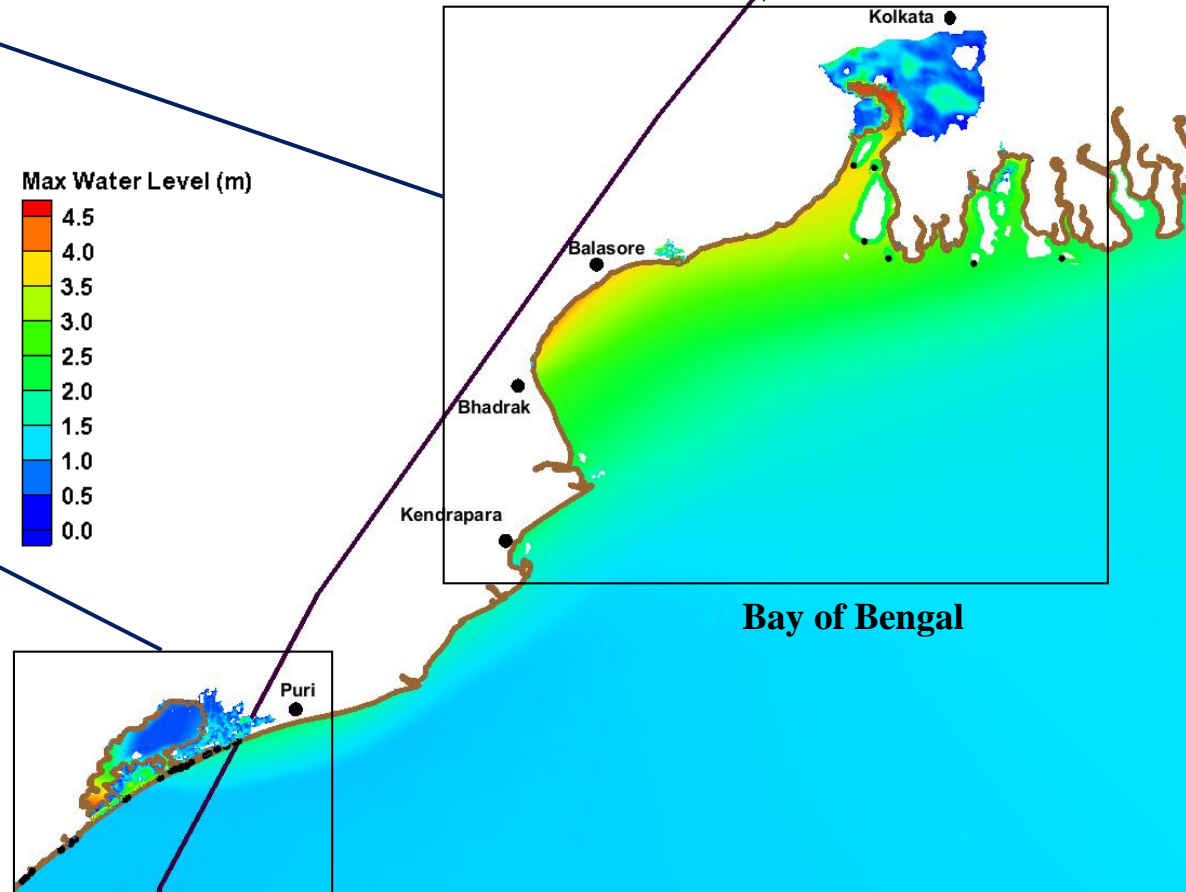 Kolkata
Max Water Level (m)
4.5
4.0
3.5
3.0
2.5
2.0
1.5
1.0
0.5
0.0
Balasore
Bhadrak
Kendrapara
Bay of Bengal
Puri